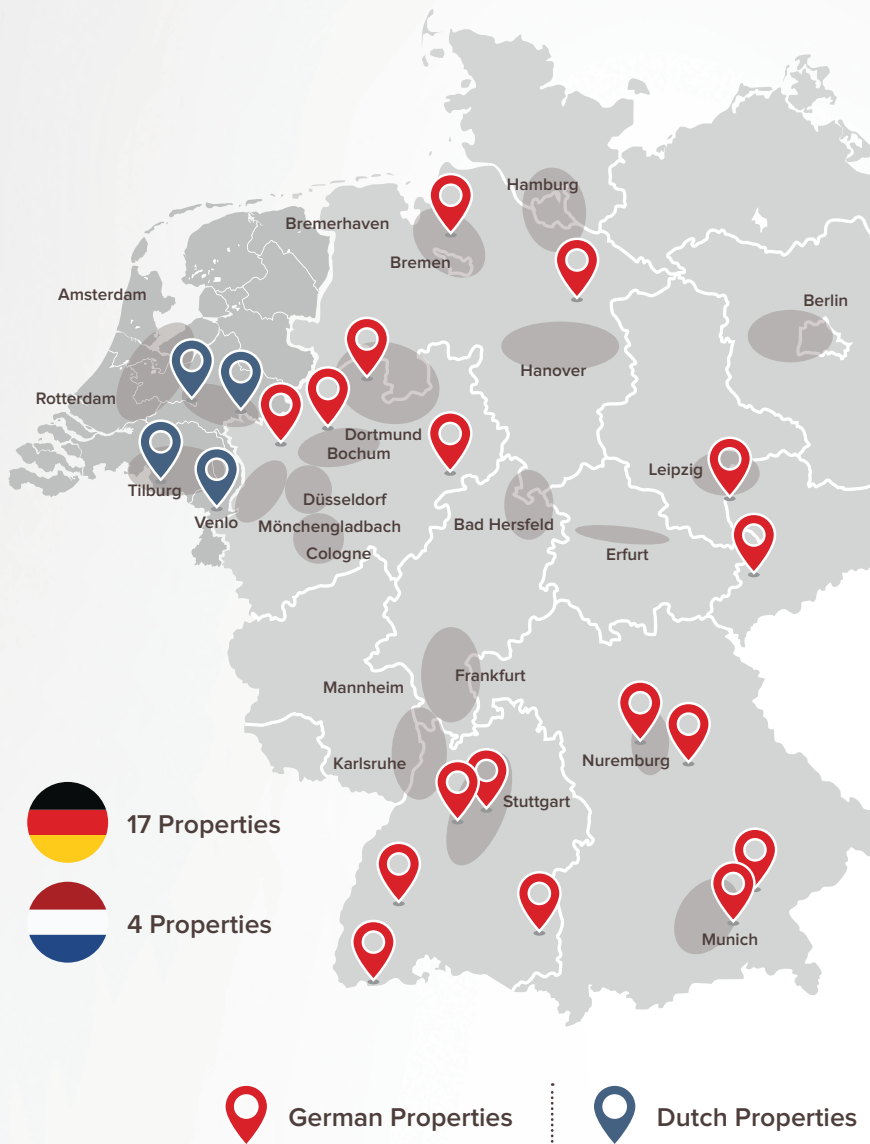 Hamburg
Bremerhaven
Bremen
Amsterdam
Berlin
Hanover
Rotterdam
Dortmund
Bochum
Leipzig
Tilburg
Düsseldorf
Venlo
Mönchengladbach
Bad Hersfeld
Cologne
Erfurt
Frankfurt
Mannheim
Nuremburg
Karlsruhe
Stuttgart
17 Properties
4 Properties
Munich
German Properties
Dutch Properties